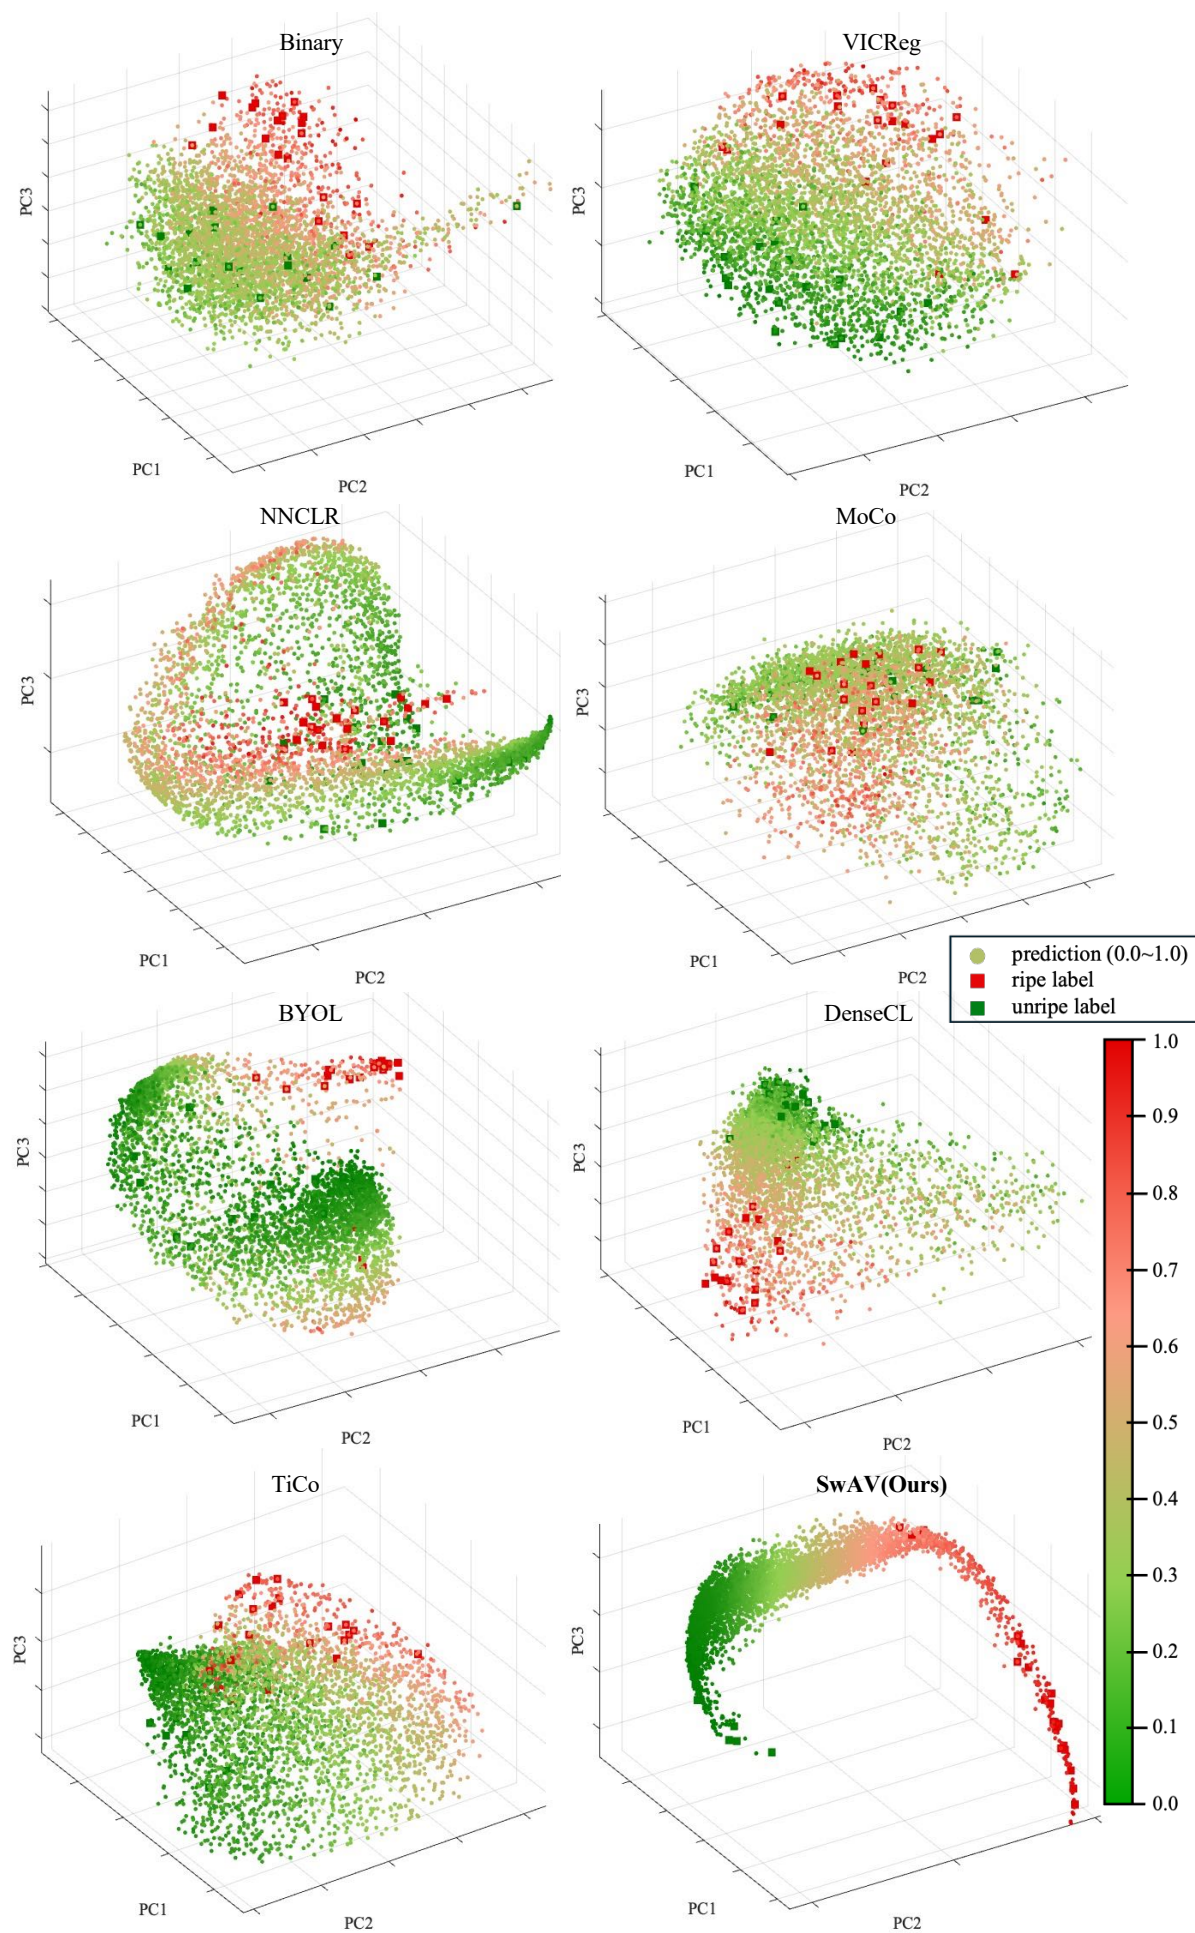 Binary
VICReg
PC3
PC3
PC1
PC2
PC1
PC2
NNCLR
MoCo
PC3
PC3
PC1
PC2
PC1
PC2
prediction (0.0~1.0)
ripe label
unripe label
BYOL
DenseCL
PC3
PC3
PC1
PC2
PC1
PC2
1.0
0.9
0.8
0.7
0.6
0.5
0.4
0.3
0.2
0.1
0.0
TiCo
SwAV(Ours)
PC3
PC3
PC1
PC2
PC1
PC2